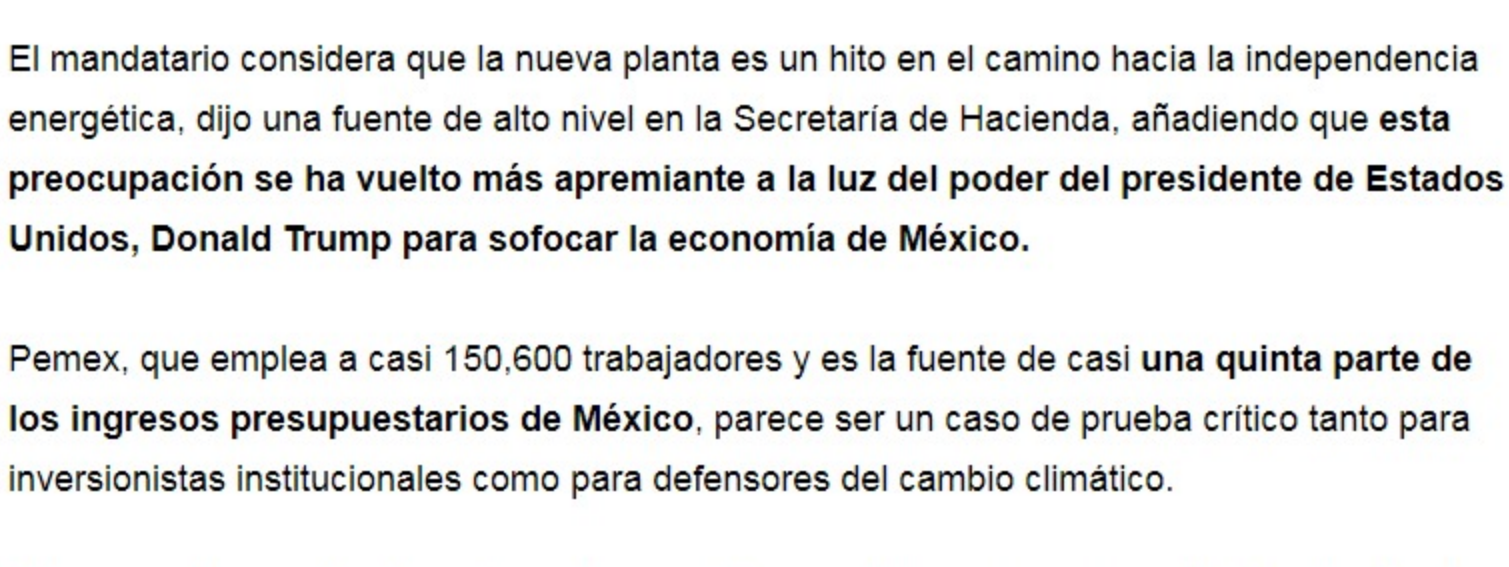 El mandatario considera que la nueva planta es un hito en el camino hacia la independencia
energética, dijo una fuente de alto nivel en la Secretaría de Hacienda, añadiendo que esta
preocupación se ha vuelto más apremiante a la luz del poder del presidente de Estados
Unidos, Donald Trump para sofocar la economía de México.
Pemex, que emplea a casi 150,600 trabajadores y es la fuente de casi una quinta parte de
los ingresos presupuestarios de México, parece ser un caso de prueba crítico tanto para
inversionistas institucionales como para defensores del cambio climático.